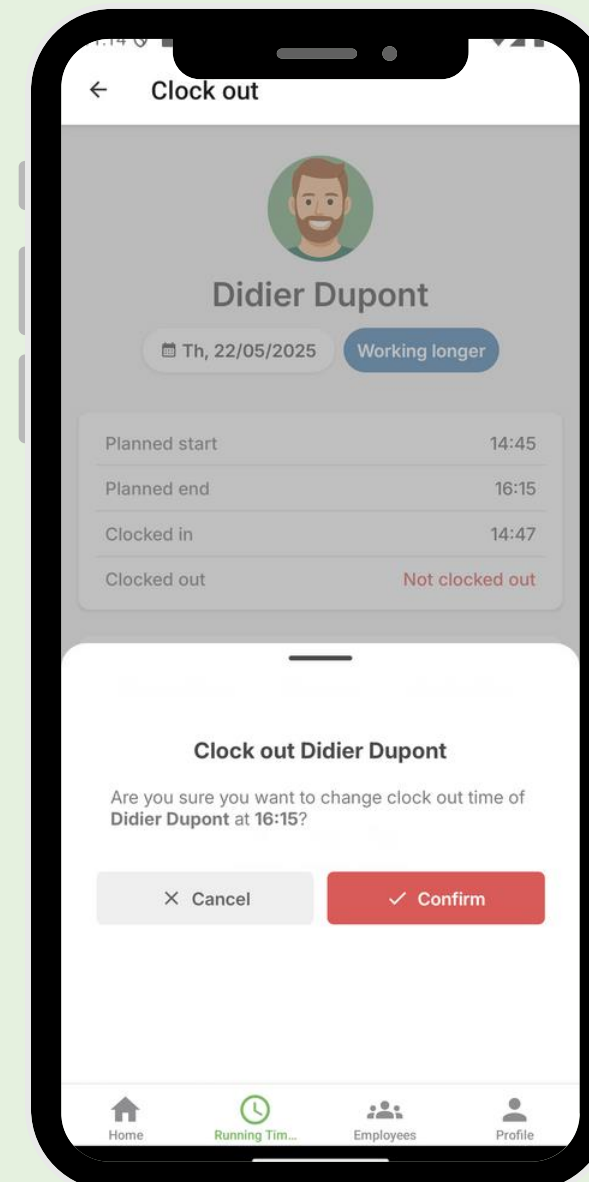 Clock out
Didier Dupont
Th, 22/05/2025 Working longer
Planned start 14:45
Planned end 16:15
Clocked in 14:47
Clocked out Not clocked out
Clock out Didier Dupont
Are you sure you want to change clock out time of
Didier Dupont at 16:15?
Cancel Confirm
Home Running Tim... Employees Profile